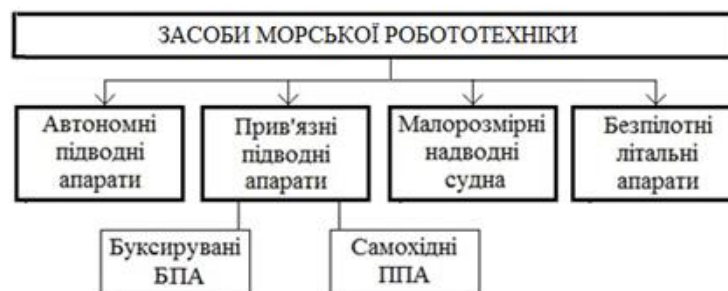 ЗАСОБИ МОРСЬКОЇ РОБОТОТЕХНІКИ
Автономні
підводні
апарати
Прив'язні
підводні
апарати
Малорозмірні
надводні
судна
Безпілотні
літальні
апарати
Буксирувані
БПА
Самохідні
ППА